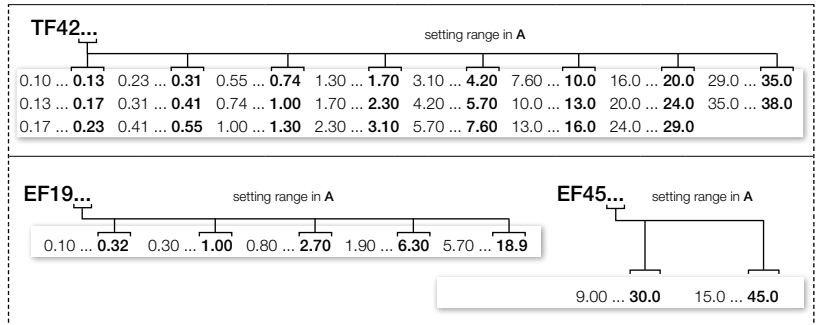 TF42...
setting range in A
0.10 ... 0.13 0.23 ... 0.31 0.55 ... 0.74 1.30 ... 1.70 3.10 ... 4.20 7.60 ... 10.0 16.0 ... 20.0 29.0 ... 35.0
0.13 ... 0.17 0.31 ... 0.41 0.74 ... 1.00 1.70 ... 2.30 4.20 ... 5.70 10.0 ... 13.0 20.0 ... 24.0 35.0 ... 38.0
0.17 ... 0.23 0.41 ... 0.55 1.00 ... 1.30 2.30 ... 3.10 5.70 ... 7.60 13.0 ... 16.0 24.0 ... 29.0
EF19...
setting range in A
0.10 ... 0.32 0.30 ... 1.00 0.80 ... 2.70 1.90 ... 6.30 5.70 ... 18.9
EF45...
setting range in A
9.00 ... 30.0 15.0 ... 45.0